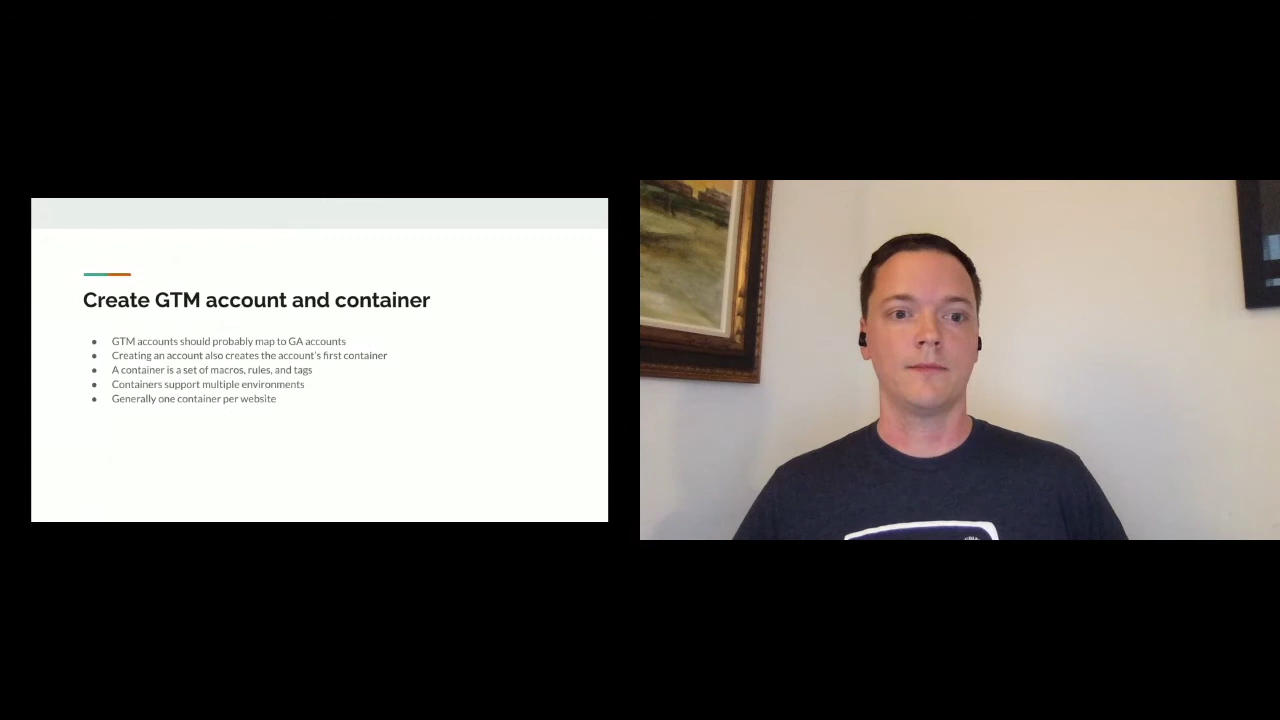 Create GTM account and container
● GTM accounts should probably map to GA accounts
● Creating an account also creates the account's first container
● A container is a set of macros, rules, and tags
● Containers support multiple environments
● Generally one container per website